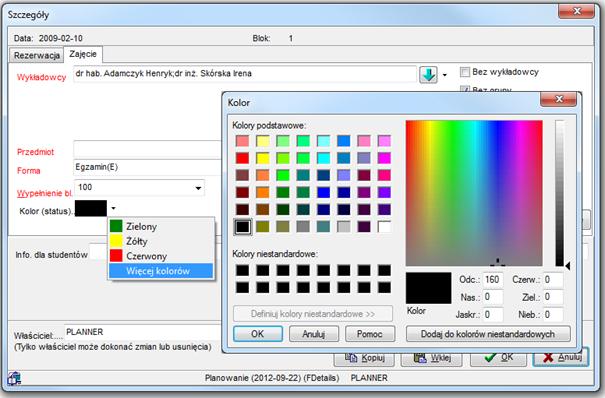 Szczegóły
Data: 2009-02-10 Blok: 1
Rezerwacja Zajęcie
Wykładowcy dr hab. Adamczyk Henryk;dr inż. Skórska Irena Bez wykładowcy
Bez grupy
Kolor
Kolory podstawowe:
Przedmiot
Forma Egzamin(E)
Wypełnienie bl. 100
Kolor (status)
Zielony
Żółty
Czerwony
Więcej kolorów
Info. dla studentów
Kolory niestandardowe:
Definiuj kolory niestandardowe >>
OK Anuluj Pomoc
Kolor
Odc.: 160 Czerw.: 0
Nas.: 0 Ziel.: 0
Jaskr.: 0 Nieb.: 0
Dodaj do kolorów niestandardowych
Właściciel:.... PLANNER
(Tylko właściciel może dokonać zmian lub usunięcia)
Kopiuj Wklej OK Anuluj
Planowanie (2012-09-22) (FDetails) PLANNER